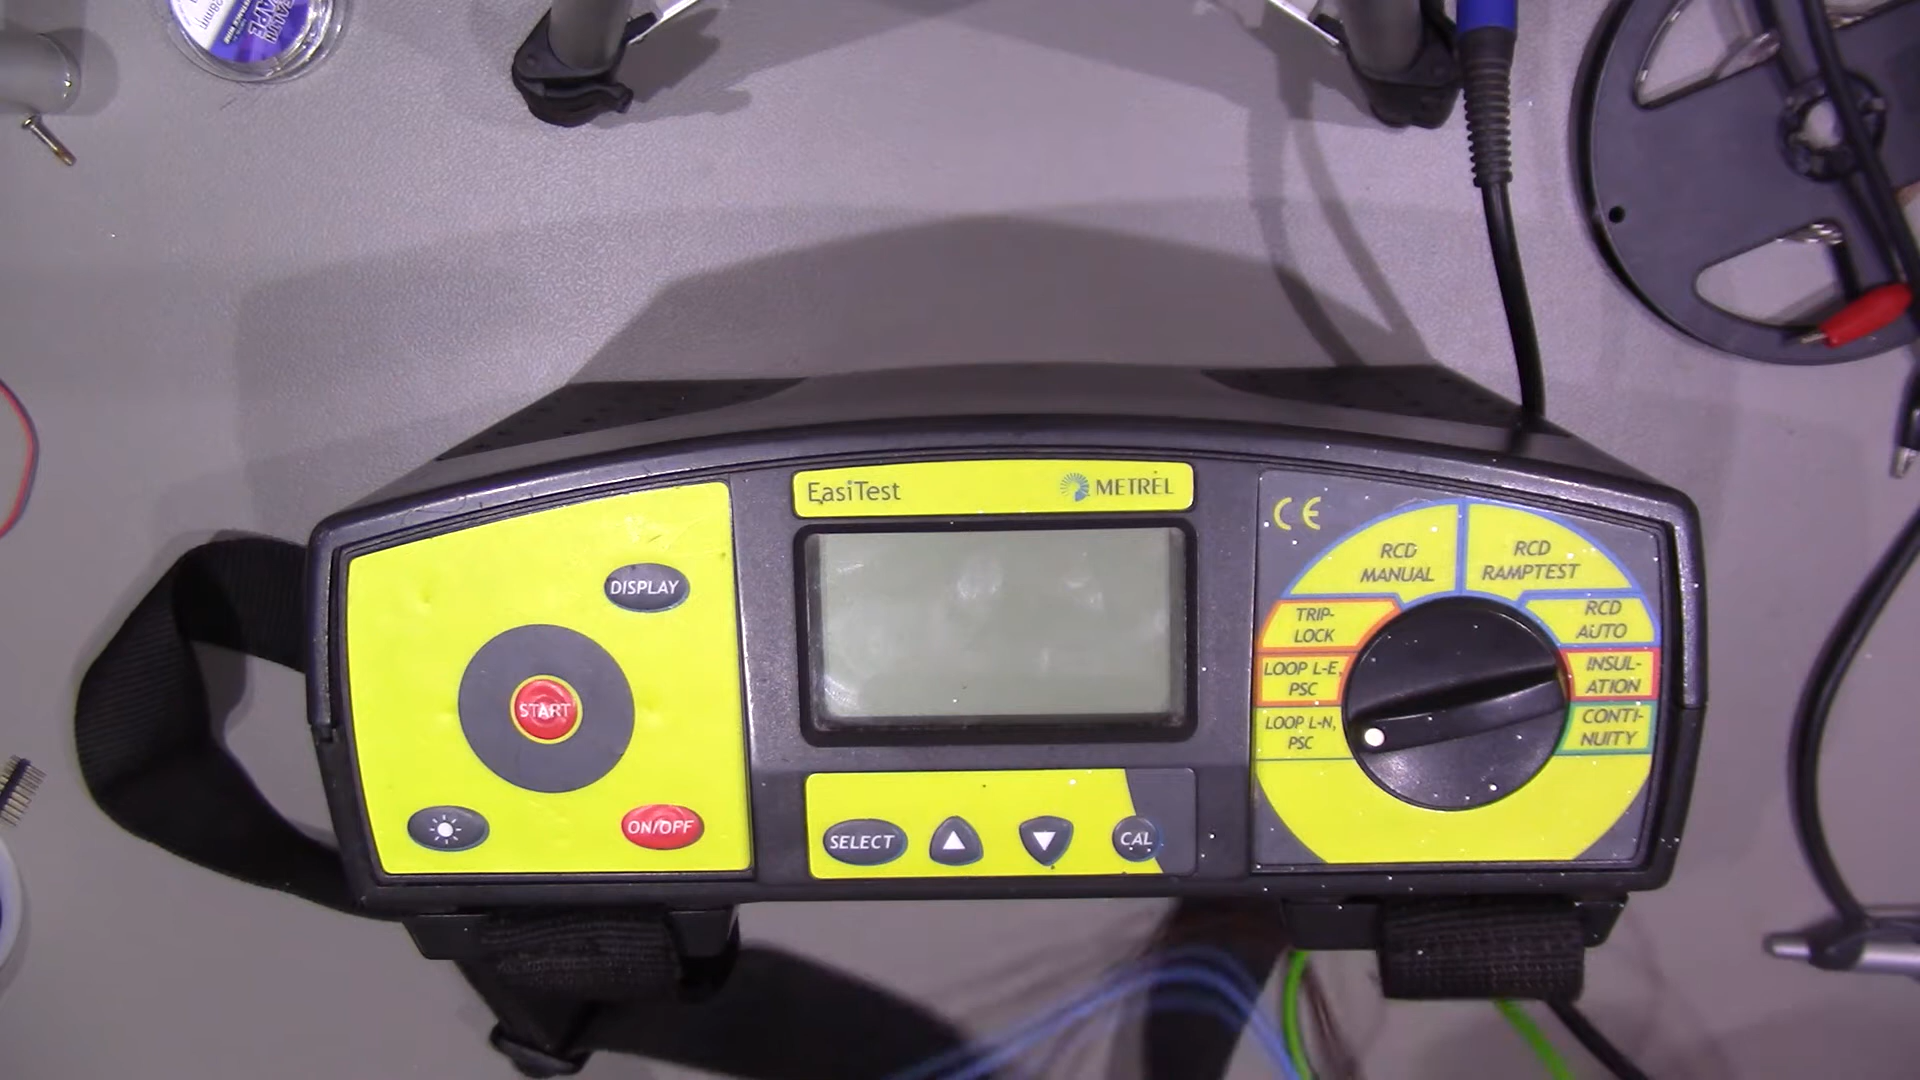 28mm
EasiTest
METREL
CE
DISPLAY
START
ON/OFF
SELECT
CAL
RCD
MANUAL
RCD
RAMPTEST
TRIP-
LOCK
RCD
AUTO
LOOP L-E,
PSC
INSUL-
ATION
LOOP L-N,
PSC
CONTI-
NUITY